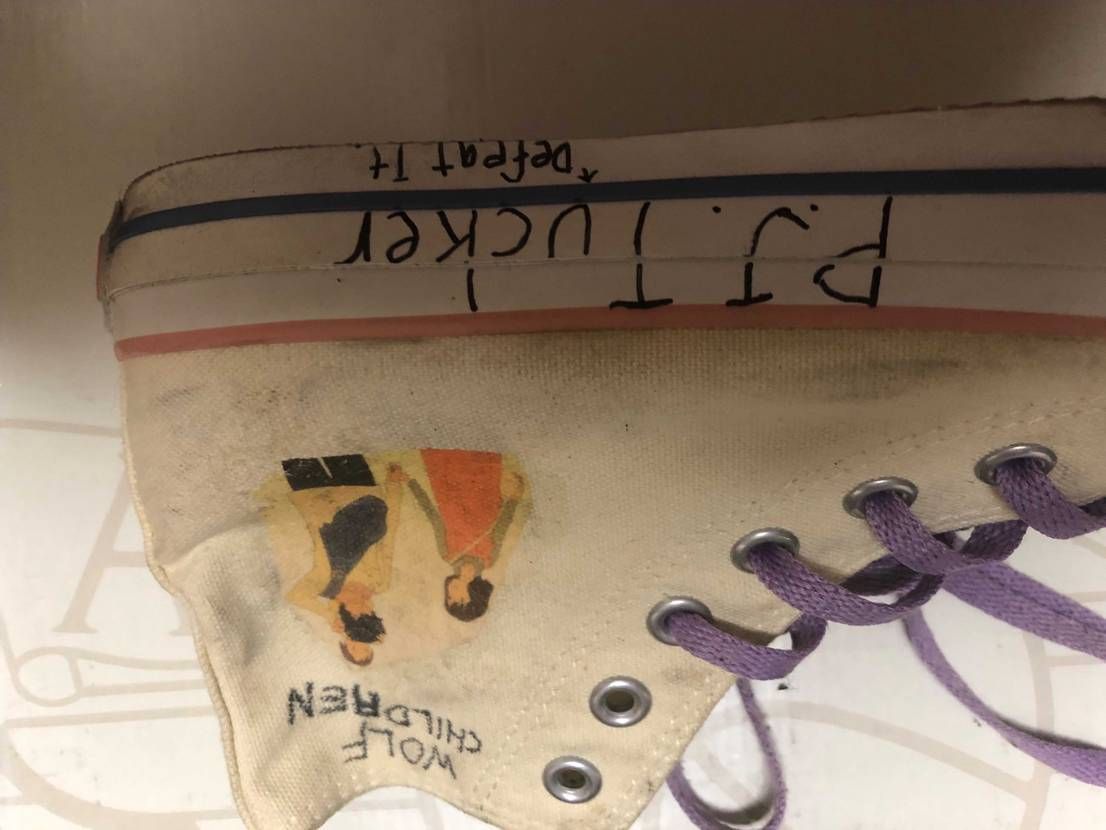 WOLF
CHILDREN
P.J. Tucker
Defeat It